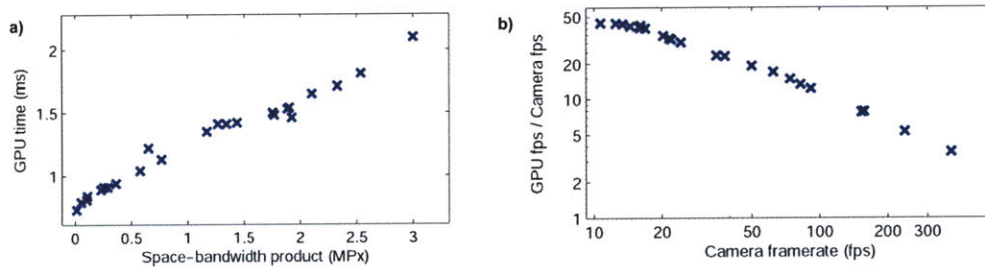 a)
GPU time (ms)
2
1.5
1
0 0.5 1 1.5 2 2.5 3
Space-bandwidth product (MPx)
b)
GPU fps / Camera fps
50
20
10
5
2
1
10 20 50 100 200 300
Camera framerate (fps)